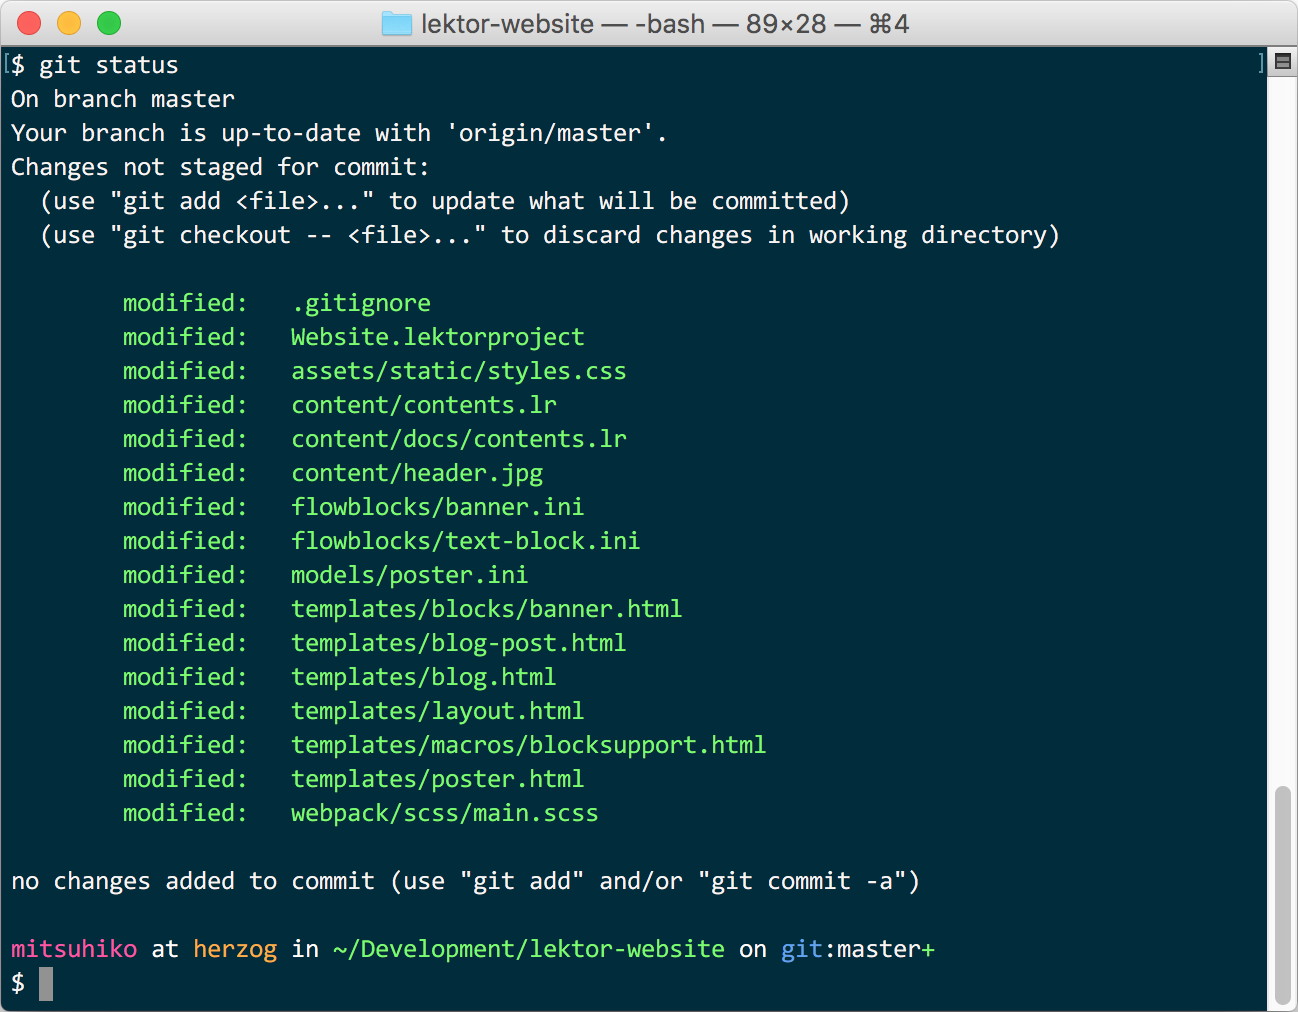 lektor-website — -bash — 89×28 — ⌘4
[$ git status ]
On branch master
Your branch is up-to-date with 'origin/master'.
Changes not staged for commit:
  (use "git add <file>..." to update what will be committed)
  (use "git checkout -- <file>..." to discard changes in working directory)

        modified:   .gitignore
        modified:   Website.lektorproject
        modified:   assets/static/styles.css
        modified:   content/contents.lr
        modified:   content/docs/contents.lr
        modified:   content/header.jpg
        modified:   flowblocks/banner.ini
        modified:   flowblocks/text-block.ini
        modified:   models/poster.ini
        modified:   templates/blocks/banner.html
        modified:   templates/blog-post.html
        modified:   templates/blog.html
        modified:   templates/layout.html
        modified:   templates/macros/blocksupport.html
        modified:   templates/poster.html
        modified:   webpack/scss/main.scss

no changes added to commit (use "git add" and/or "git commit -a")

mitsuhiko at herzog in ~/Development/lektor-website on git:master+
$